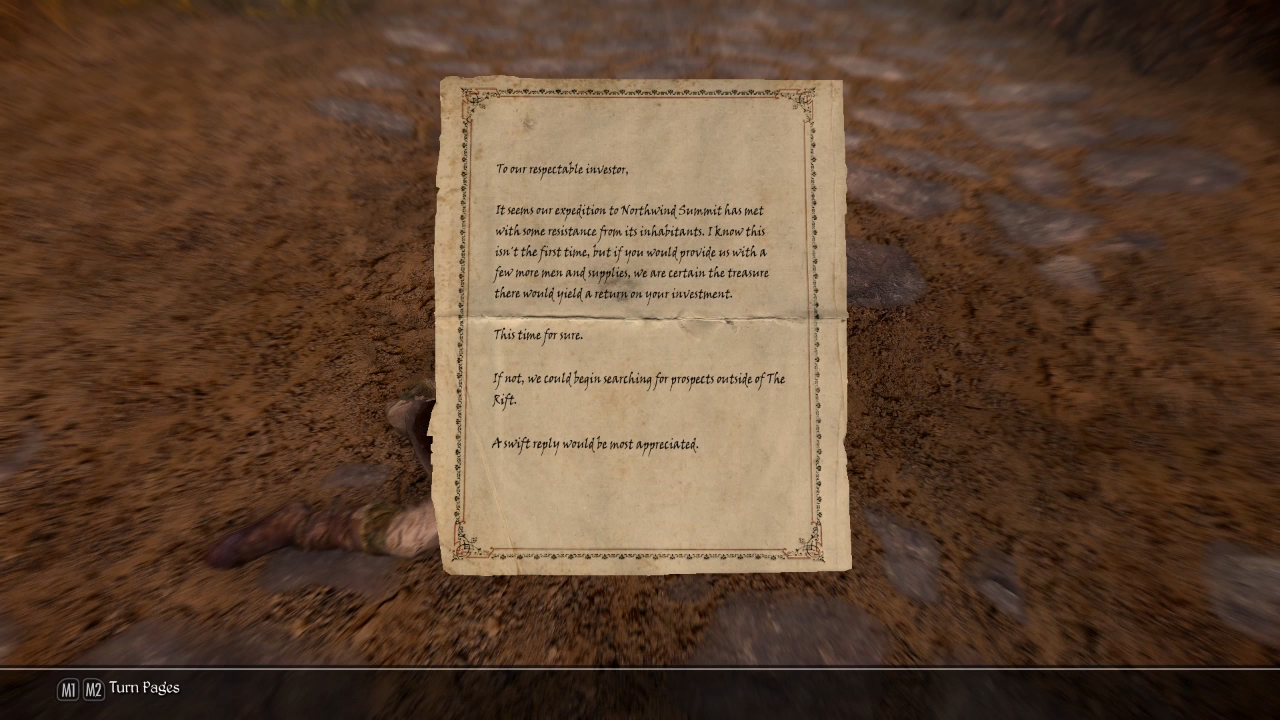 To our respectable investor,
It seems our expedition to Northwind Summit has met
with some resistance from its inhabitants. I know this
isn't the first time, but if you would provide us with a
few more men and supplies, we are certain the treasure
there would yield a return on your investment.
This time for sure.
If not, we could begin searching for prospects outside of The
Rift.
A swift reply would be most appreciated.
M1 M2 Turn Pages